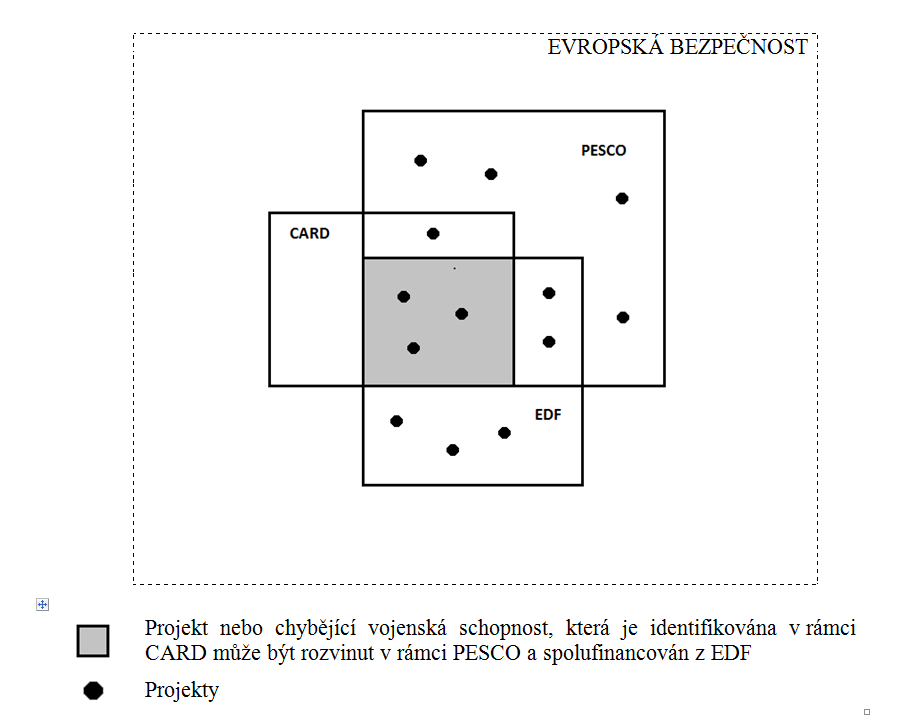 EVROPSKÁ BEZPEČNOST
PESCO
CARD
EDF
Projekt nebo chybějící vojenská schopnost, která je identifikována v rámci
CARD může být rozvinut v rámci PESCO a spolufinancován z EDF
Projekty